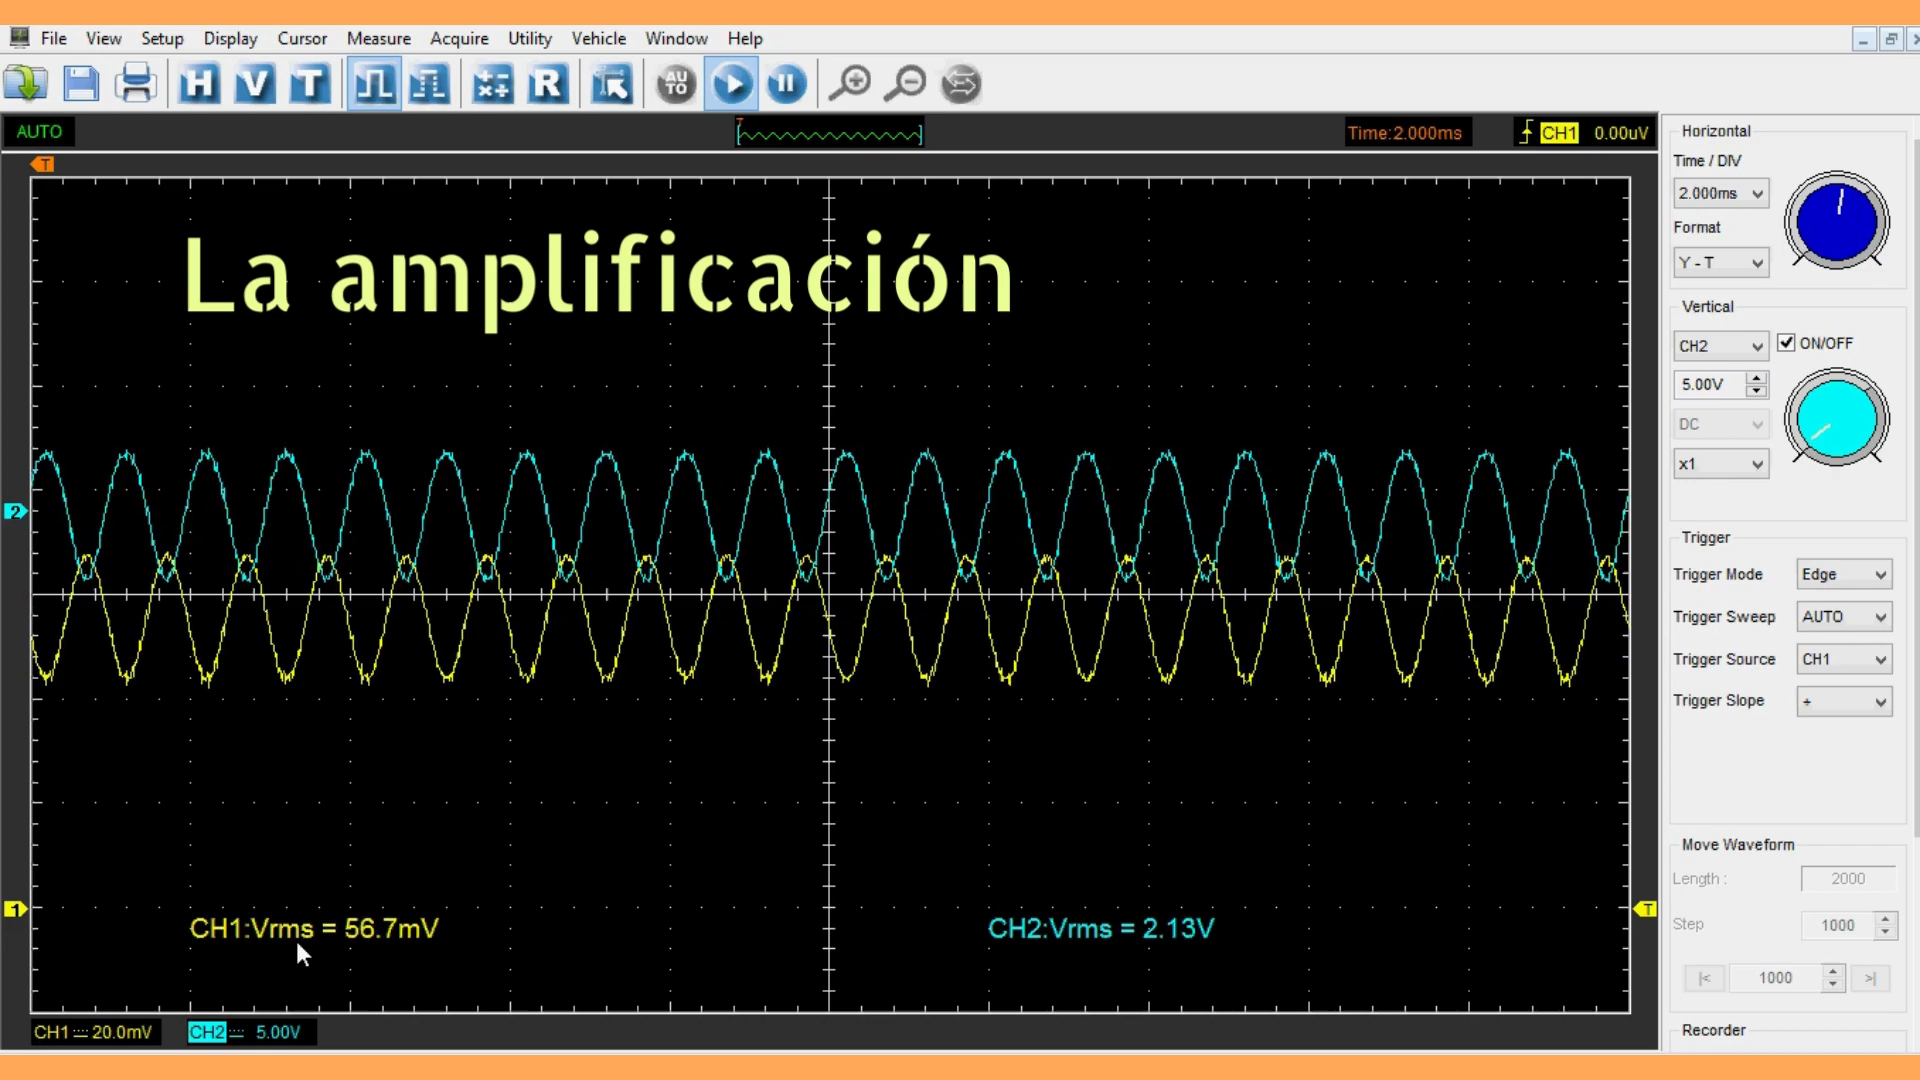 File View Setup Display Cursor Measure Acquire Utility Vehicle Window Help
H V T R AUTO
AUTO T Time:2.000ms CH1 0.00uV
T
La amplificación
2
1
T
CH1:Vrms = 56.7mV CH2:Vrms = 2.13V
CH1 20.0mV CH2 5.00V
Horizontal
Time / DIV
2.000ms
Format
Y - T
Vertical
CH2 ON/OFF
5.00V
DC
x1
Trigger
Trigger Mode Edge
Trigger Sweep AUTO
Trigger Source CH1
Trigger Slope +
Move Waveform
Length : 2000
Step 1000
|< 1000 >|
Recorder